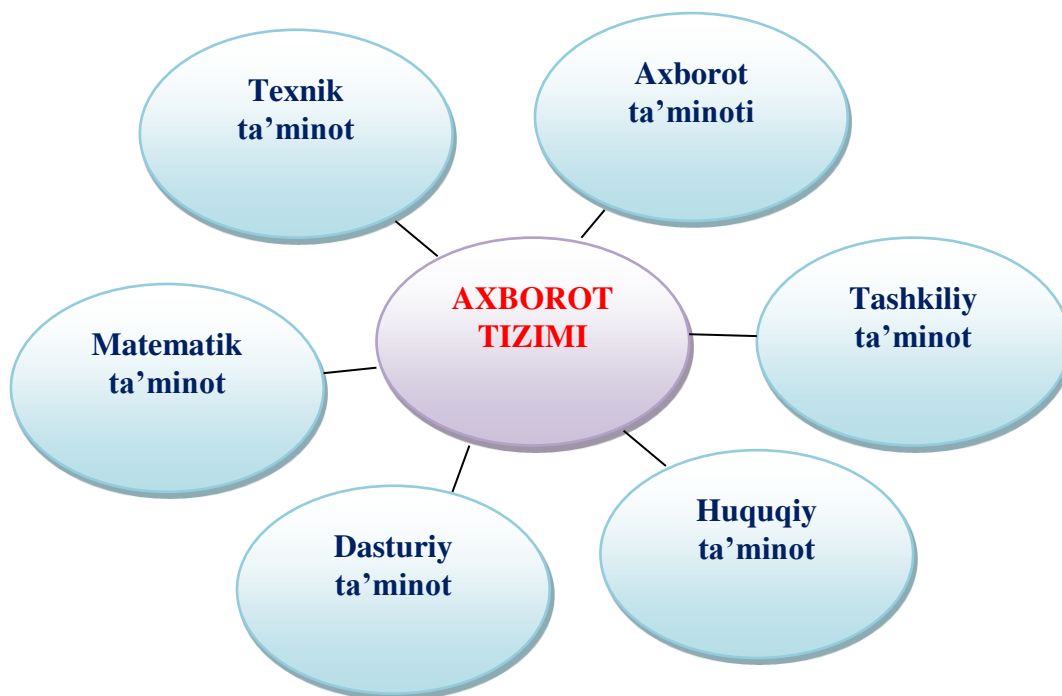 Texnik
ta’minot
Axborot
ta’minoti
AXBOROT
TIZIMI
Tashkiliy
ta’minot
Matematik
ta’minot
Huquqiy
ta’minot
Dasturiy
ta’minot